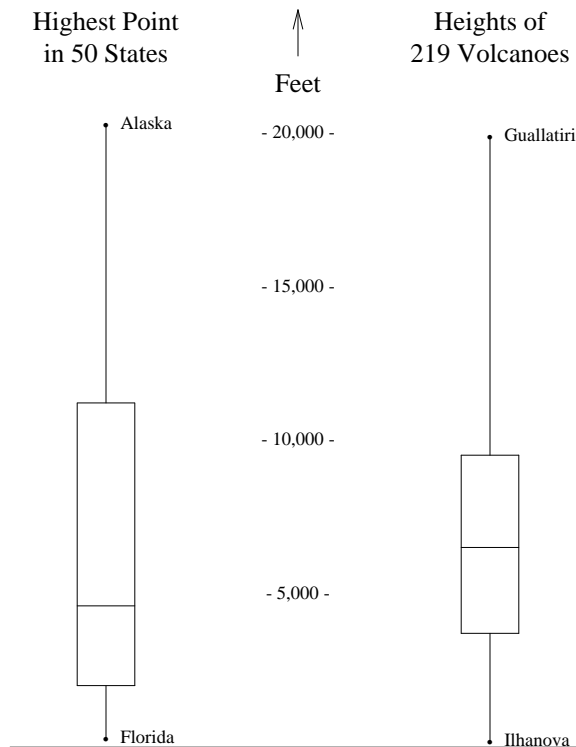 Highest Point
in 50 States
Feet
Heights of
219 Volcanoes
Alaska
- 20,000 -
Guallatiri
- 15,000 -
- 10,000 -
- 5,000 -
Florida
Ilhanova